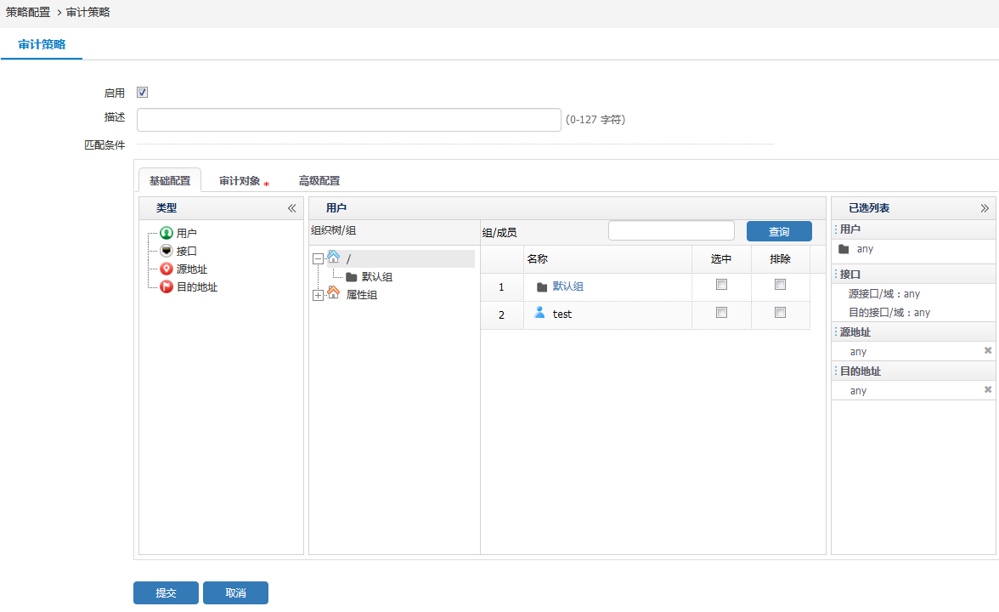 策略配置 > 审计策略
审计策略
启用
描述 (0-127 字符)
匹配条件
基础配置 审计对象 * 高级配置
类型
用户
接口
源地址
目的地址
用户
组织树/组
/
默认组
属性组
组/成员 查询
名称 选中 排除
1 默认组
2 test
已选列表
用户
any
接口
源接口/域：any
目的接口/域：any
源地址
any
目的地址
any
提交 取消